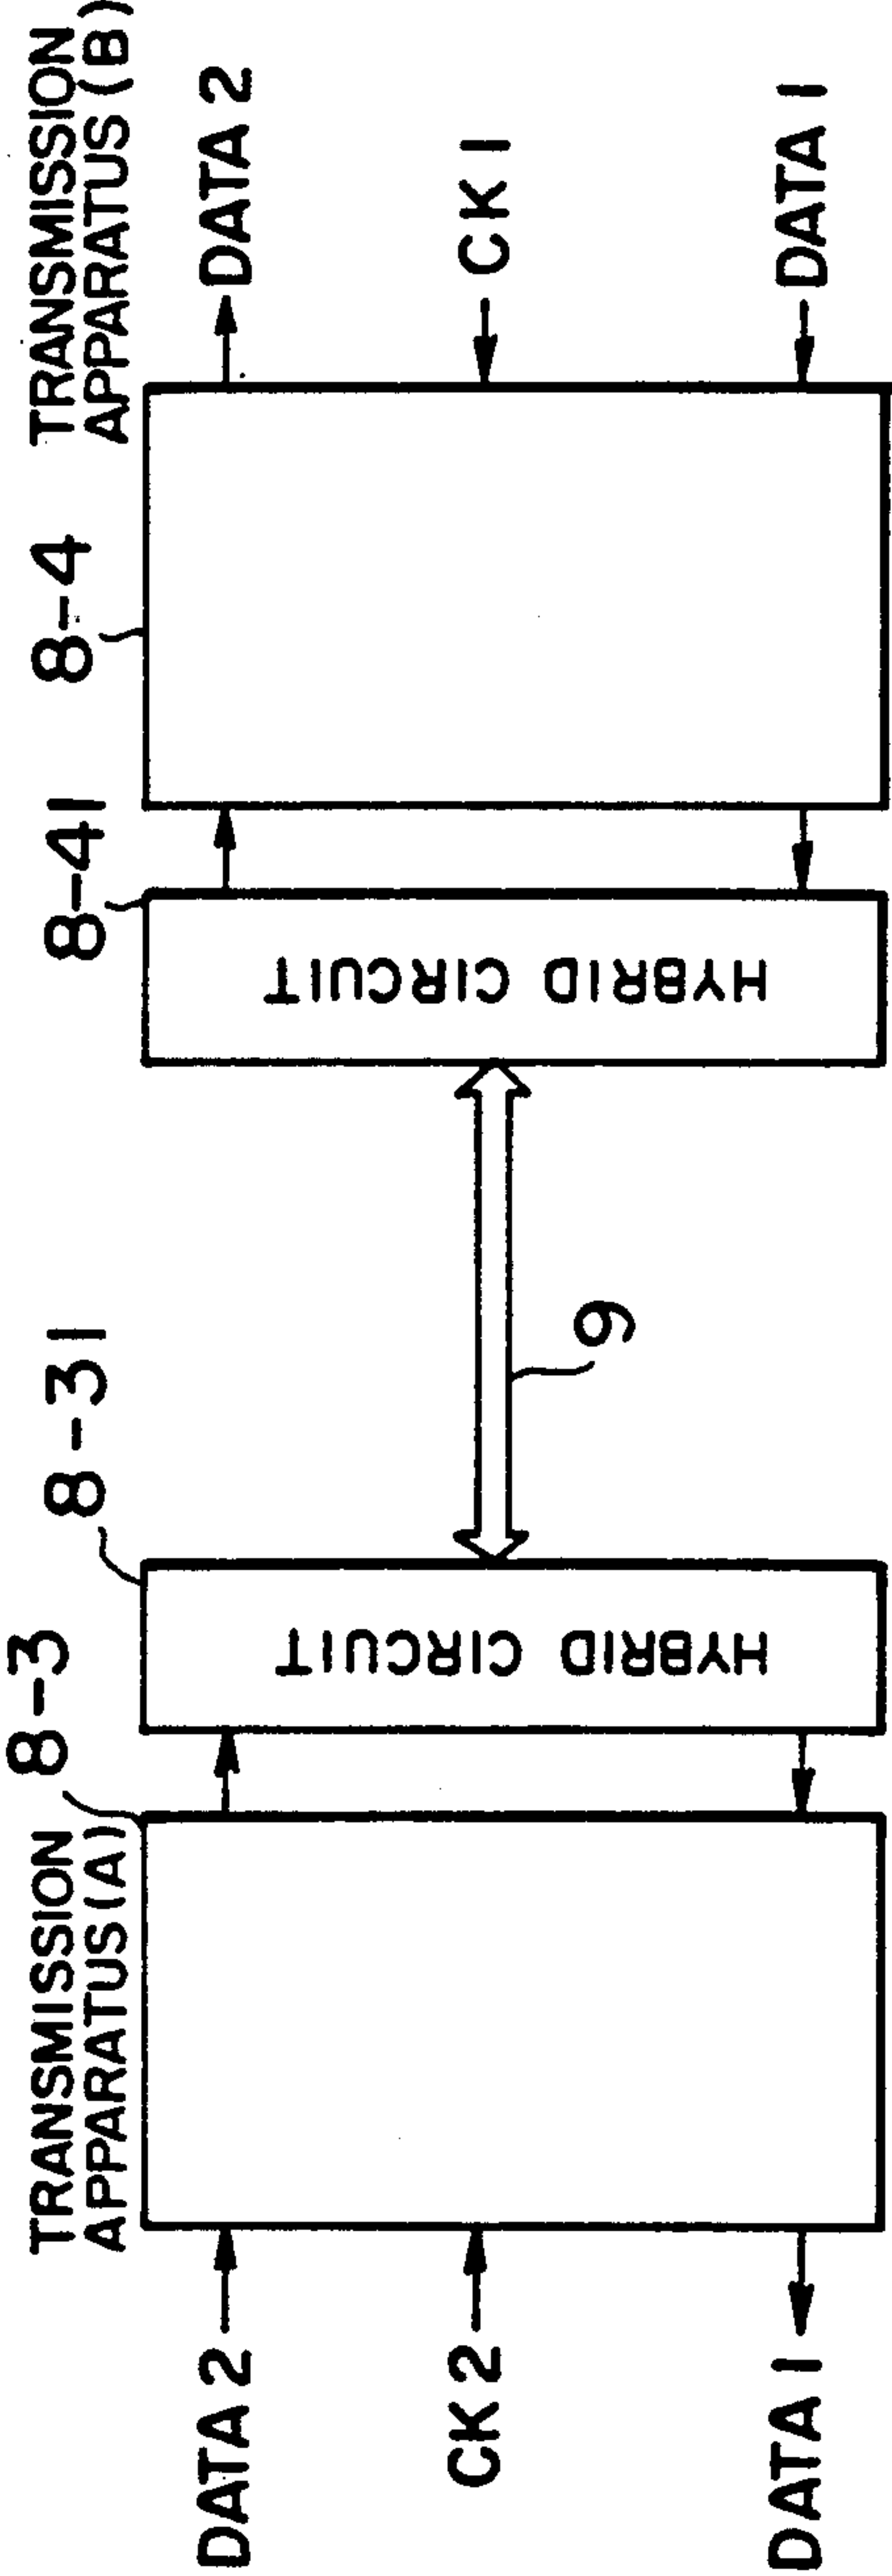 TRANSMISSION
APPARATUS(A)
8-3
8-31
8-41
8-4
TRANSMISSION
APPARATUS(B)
DATA 2
CK 2
DATA 1
HYBRID CIRCUIT
9
HYBRID CIRCUIT
DATA 2
CK 1
DATA 1